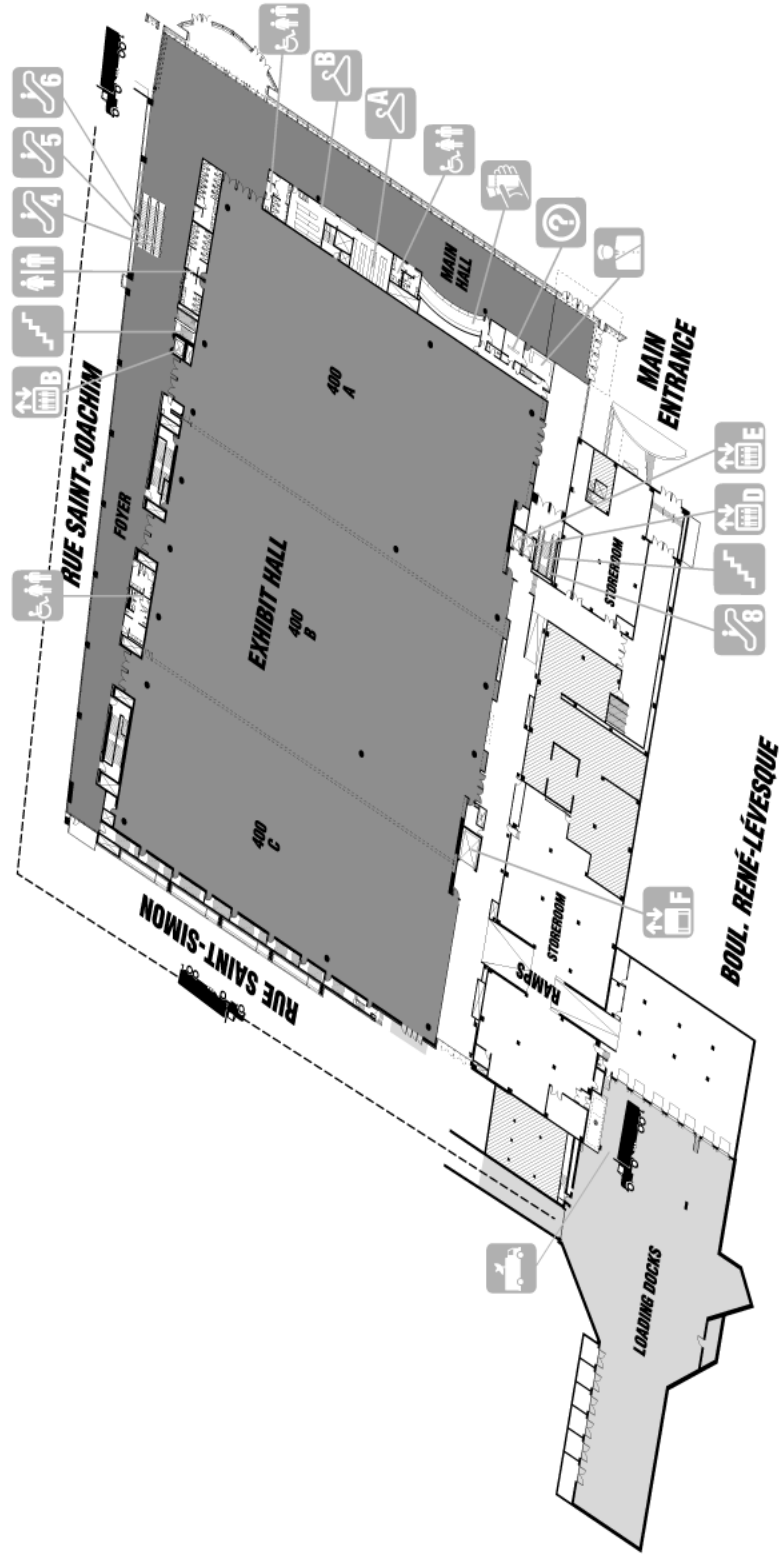 6
5
4
B
RUE SAINT-JOACHIM
FOYER
B
A
MAIN
HALL
?
400
A
EXHIBIT HALL
400
B
400
C
MAIN
ENTRANCE
E
D
8
STOREROOM
RUE SAINT-SIMON
F
STOREROOM
RAMPS
BOUL. RENÉ-LÉVESQUE
LOADING DOCKS